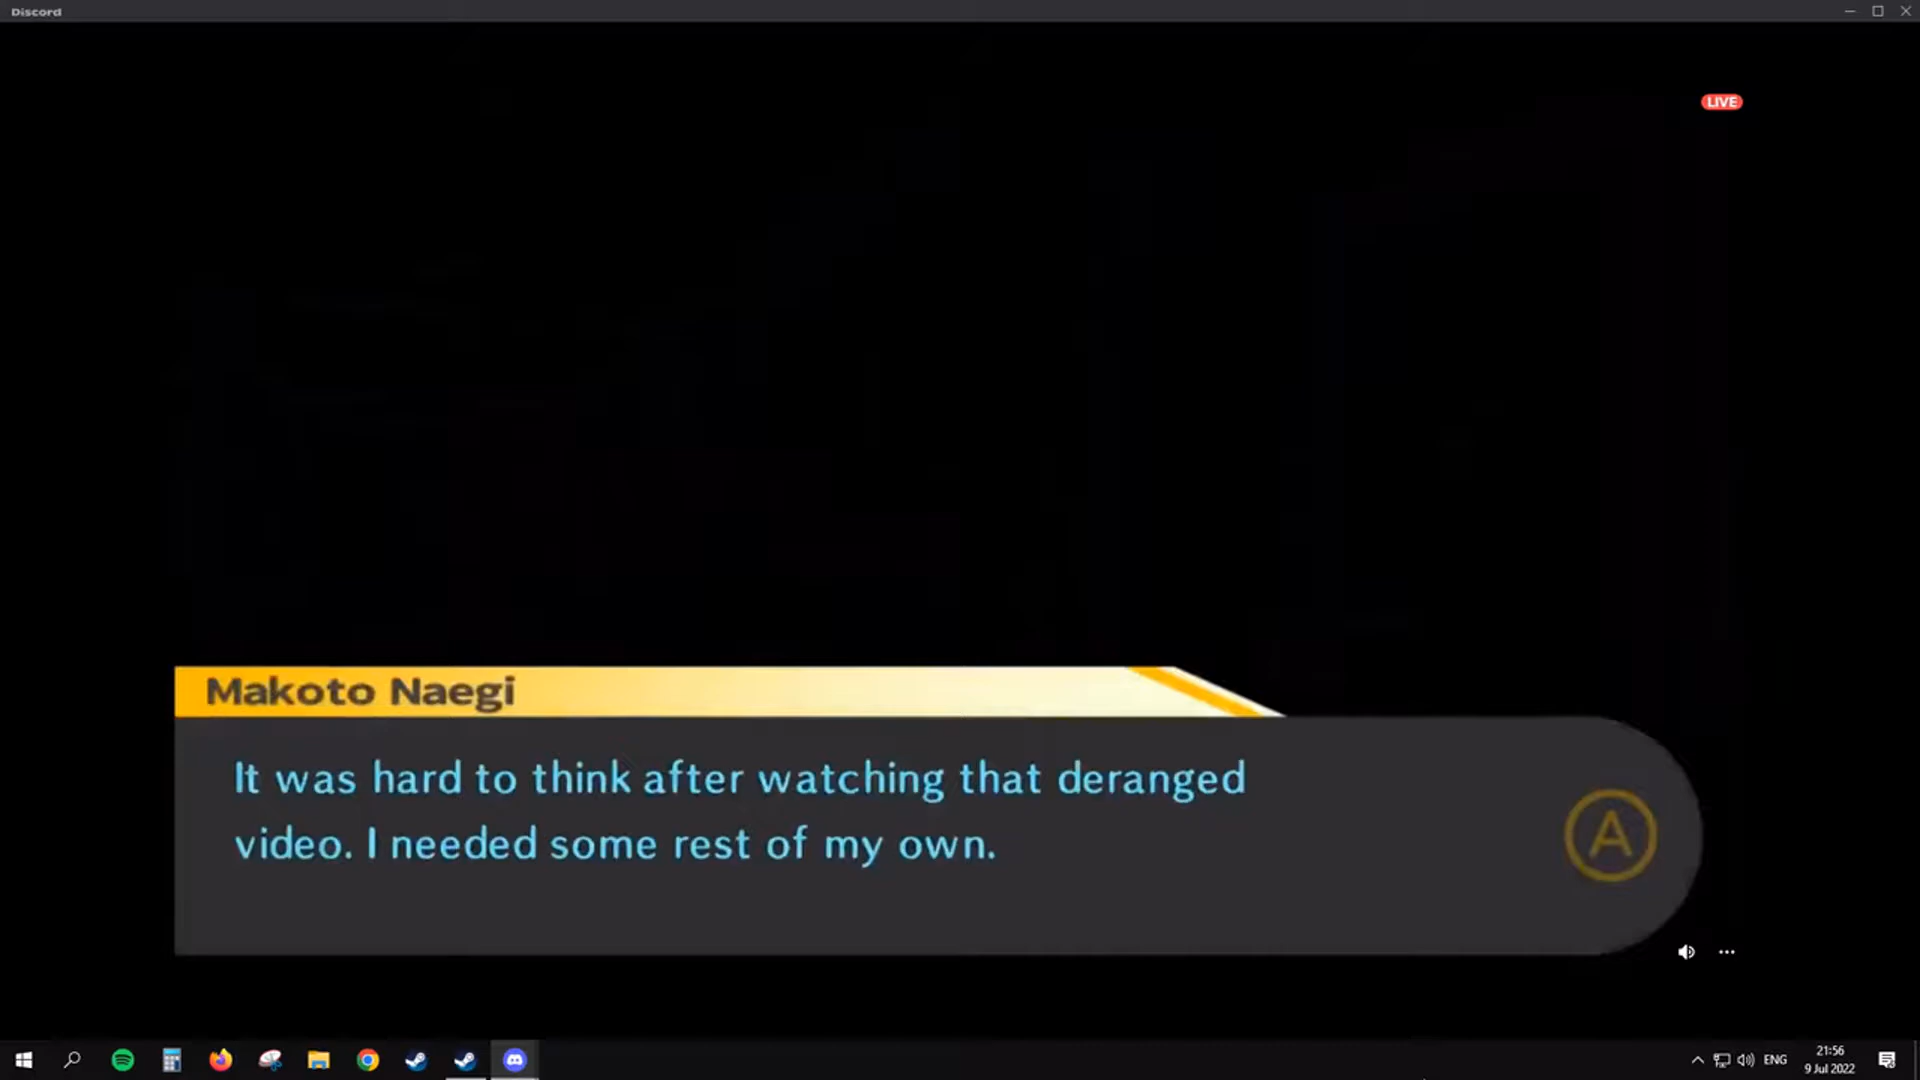 Discord
LIVE
Makoto Naegi
It was hard to think after watching that deranged
video. I needed some rest of my own.
A
ENG
21:56
9 Jul 2022